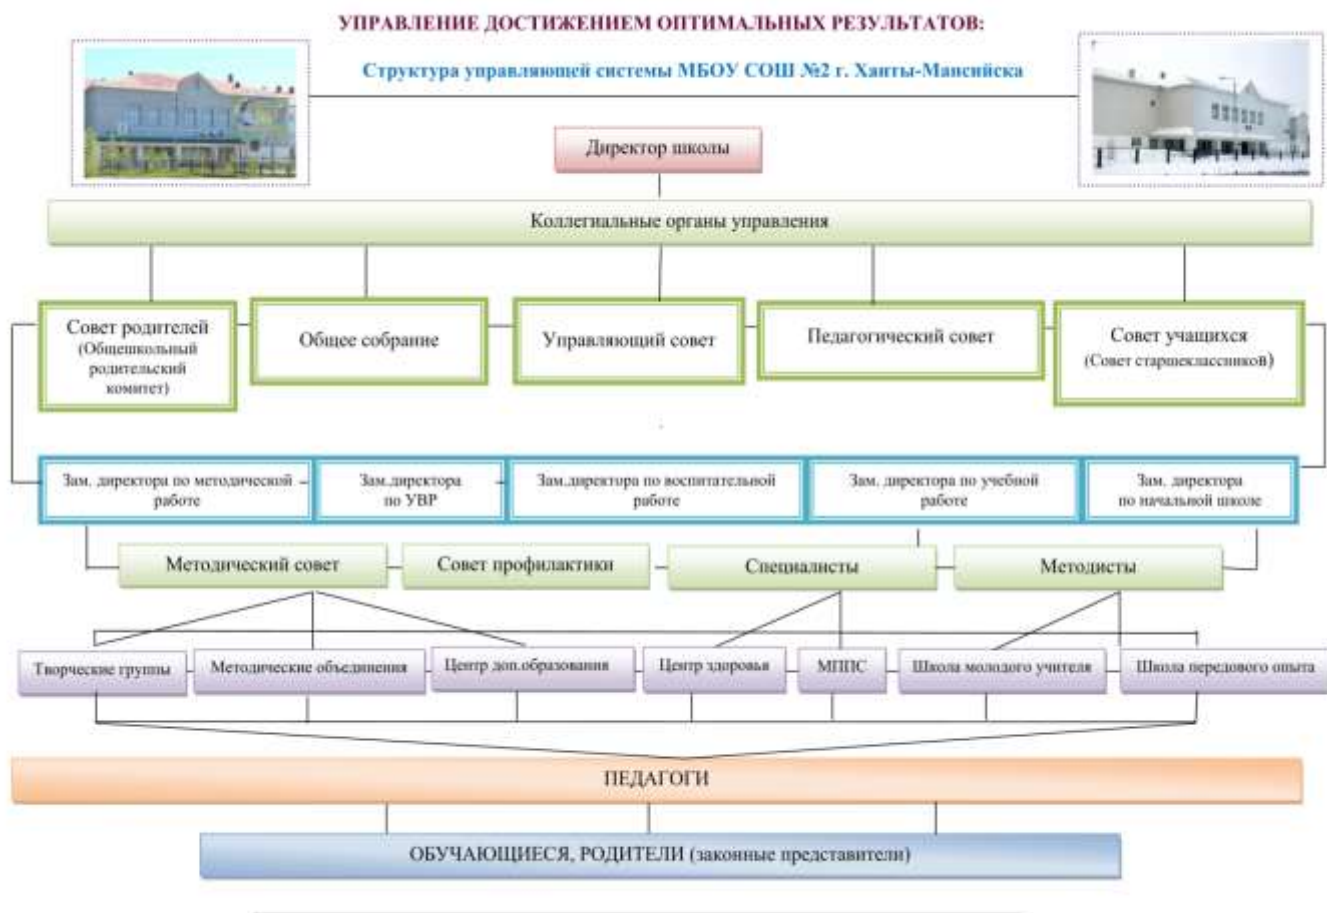 УПРАВЛЕНИЕ ДОСТИЖЕНИЕМ ОПТИМАЛЬНЫХ РЕЗУЛЬТАТОВ:
Структура управляющей системы МБОУ СОШ №2 г. Ханты-Мансийска
Директор школы
Коллегиальные органы управления
Совет родителей
(Общешкольный
родительский
комитет)
Общее собрание
Управляющий совет
Педагогический совет
Совет учащихся
(Совет старшеклассников)
Зам. директора по методической
работе
Зам.директора
по УВР
Зам.директора по воспитательной
работе
Зам. директора по учебной
работе
Зам. директора
по начальной школе
Методический совет
Совет профилактики
Специалисты
Методисты
Творческие группы
Методические объединения
Центр доп.образования
Центр здоровья
МППС
Школа молодого учителя
Школа передового опыта
ПЕДАГОГИ
ОБУЧАЮЩИЕСЯ, РОДИТЕЛИ (законные представители)